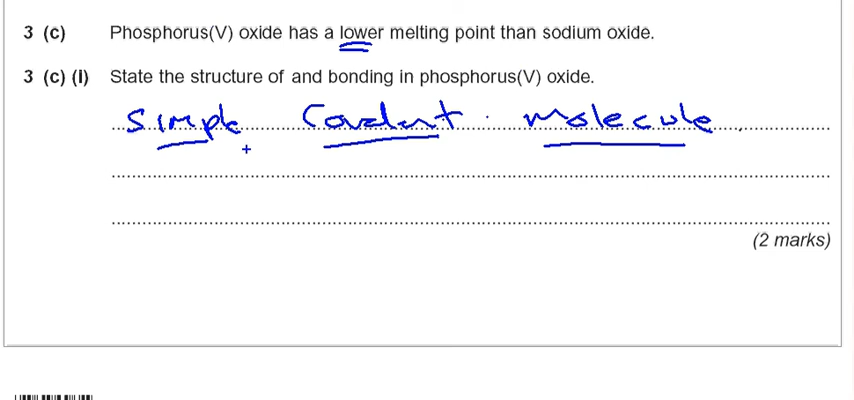 3 (c) Phosphorus(V) oxide has a lower melting point than sodium oxide.
3 (c) (i) State the structure of and bonding in phosphorus(V) oxide.
Simple Covalent molecule
(2 marks)